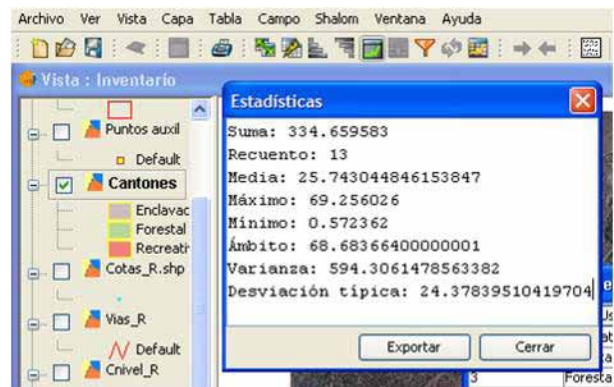 Archivo Ver Vista Capa Tabla Campo Shalom Ventana Ayuda
Vista : Inventario
Puntos auxil
Default
Cantones
Enclavac
Forestal
Recreati
Cotas_R.shp
Vias_R
Default
Cnivel_R
Estadísticas
Suma: 334.659583
Recuento: 13
Media: 25.743044846153847
Máximo: 69.256026
Mínimo: 0.572362
Ámbito: 68.68366400000001
Varianza: 594.3061478563382
Desviación típica: 24.37839510419704
Exportar Cerrar
3 Foresta